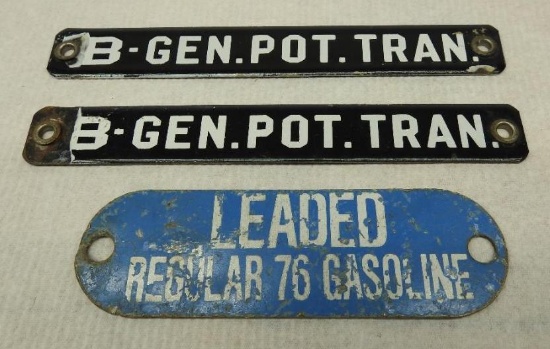 B-GEN.POT.TRAN.
B-GEN.POT.TRAN.
LEADED
REGULAR 76 GASOLINE